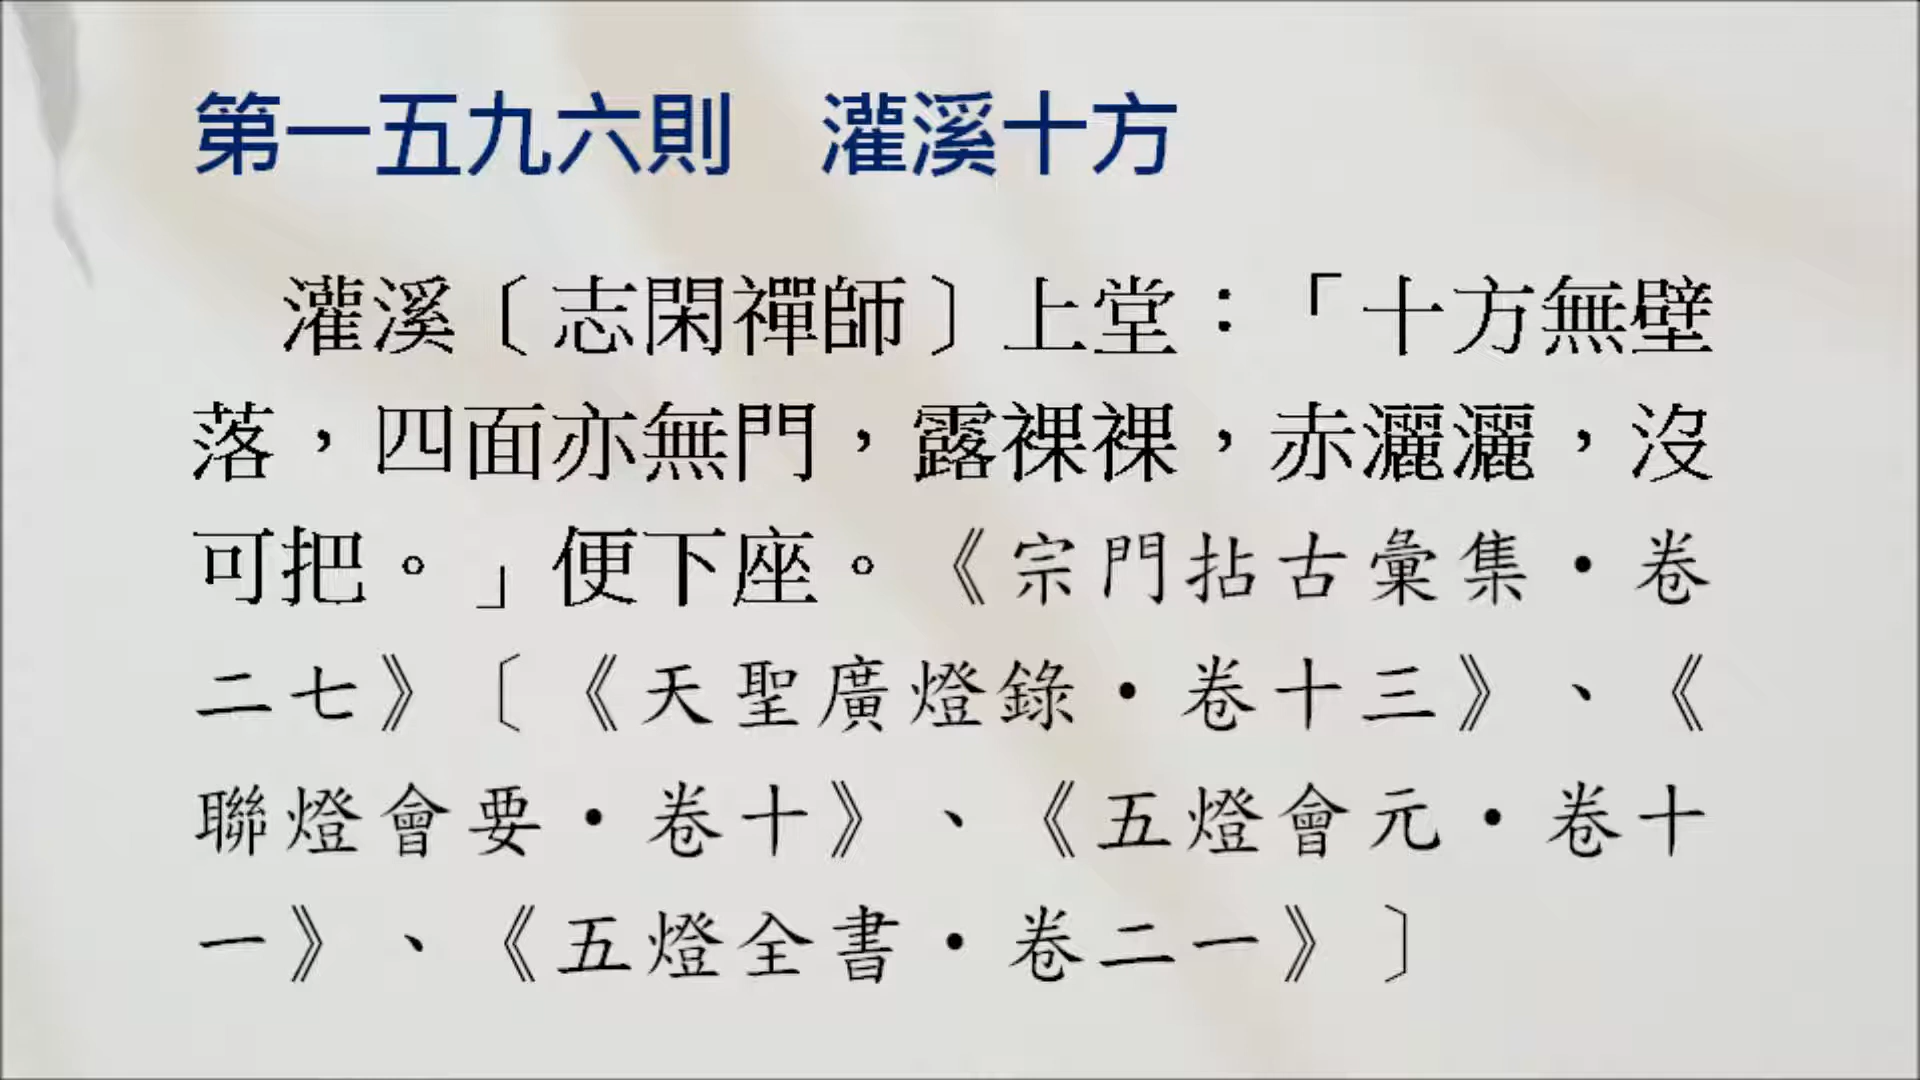 第一五九六則　灌溪十方
灌溪〔志閑禪師〕上堂：「十方無壁
落，四面亦無門，露裸裸，赤灑灑，沒
可把。」便下座。《宗門拈古彙集・卷
二七》〔《天聖廣燈錄・卷十三》、《
聯燈會要・卷十》、《五燈會元・卷十
一》、《五燈全書・卷二一》〕